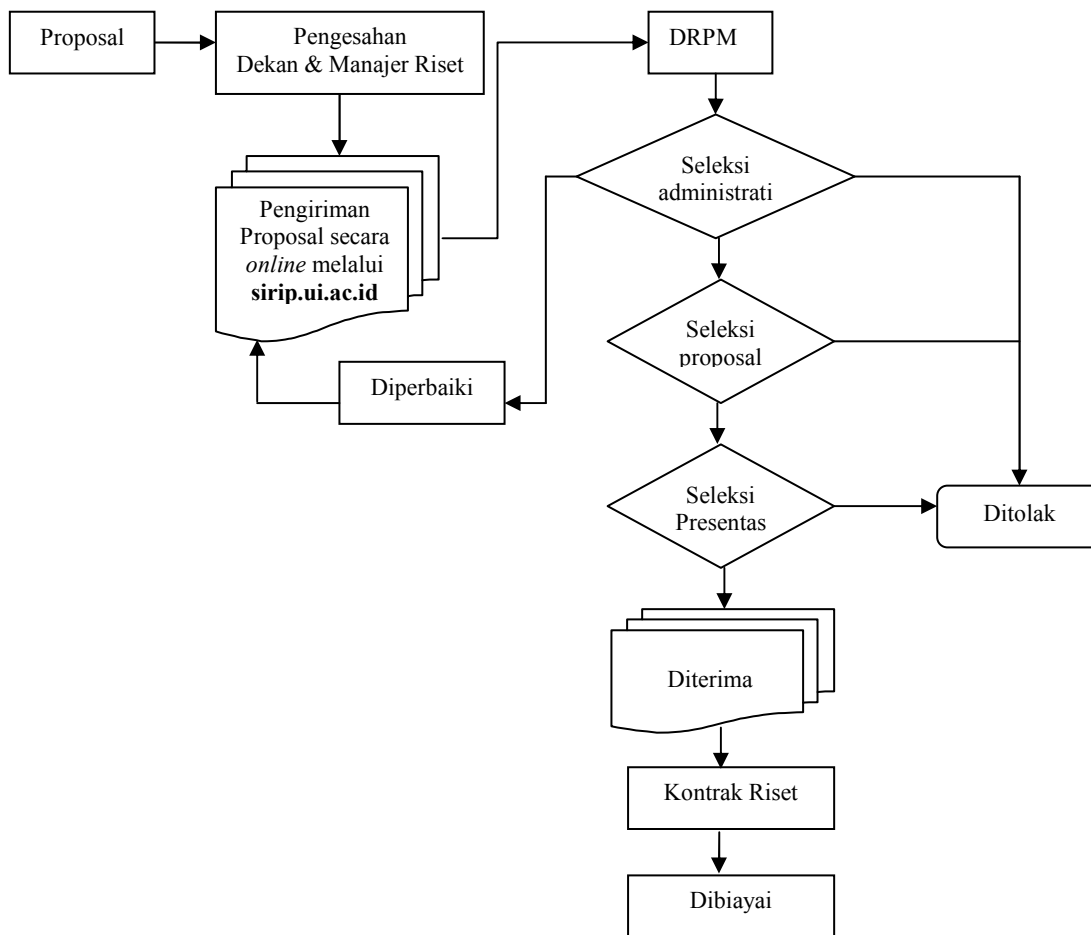 Proposal
Pengesahan
Dekan & Manajer Riset
DRPM
Seleksi
administrati
Pengiriman
Proposal secara
online melalui
sirip.ui.ac.id
Seleksi
proposal
Diperbaiki
Seleksi
Presentas
Ditolak
Diterima
Kontrak Riset
Dibiayai